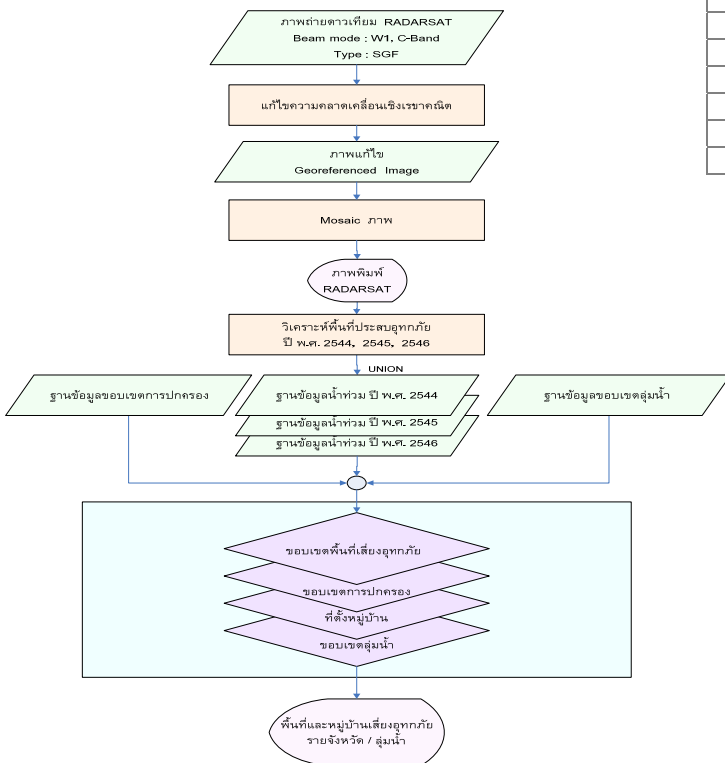 ภาพถ่ายดาวเทียม RADARSAT
Beam mode : W1, C-Band
Type : SGF
แก้ไขความคลาดเคลื่อนเชิงเรขาคณิต
ภาพแก้ไข
Georeferenced Image
Mosaic ภาพ
ภาพพิมพ์
RADARSAT
วิเคราะห์พื้นที่ประสบอุทกภัย
ปี พ.ศ. 2544, 2545, 2546
UNION
ฐานข้อมูลขอบเขตการปกครอง
ฐานข้อมูลน้ำท่วม ปี พ.ศ. 2544
ฐานข้อมูลขอบเขตลุ่มน้ำ
ฐานข้อมูลน้ำท่วม ปี พ.ศ. 2545
ฐานข้อมูลน้ำท่วม ปี พ.ศ. 2546
ขอบเขตพื้นที่เสี่ยงอุทกภัย
ขอบเขตการปกครอง
ที่ตั้งหมู่บ้าน
ขอบเขตลุ่มน้ำ
พื้นที่และหมู่บ้านเสี่ยงอุทกภัย
รายจังหวัด / ลุ่มน้ำ